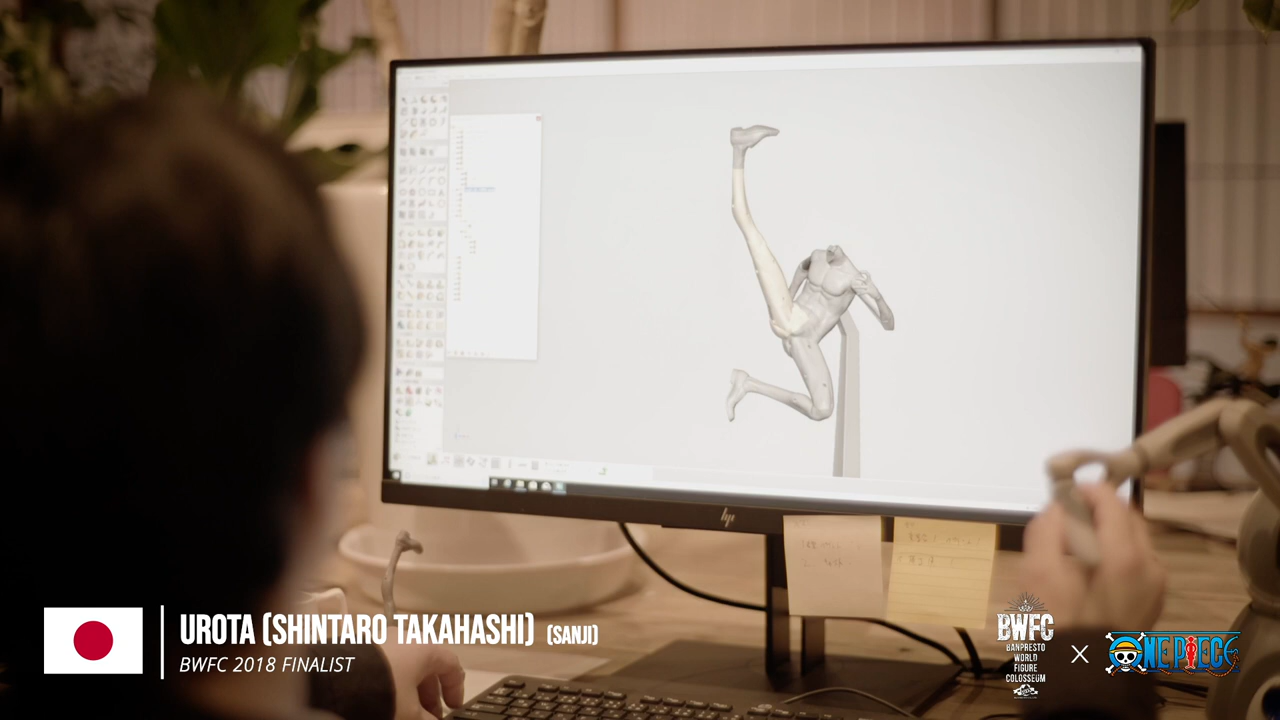 hp
UROTA (SHINTARO TAKAHASHI) (SANJI)
BWFC 2018 FINALIST
BWFC
BANPRESTO
WORLD
FIGURE
COLOSSEUM
×
ONE PIECE